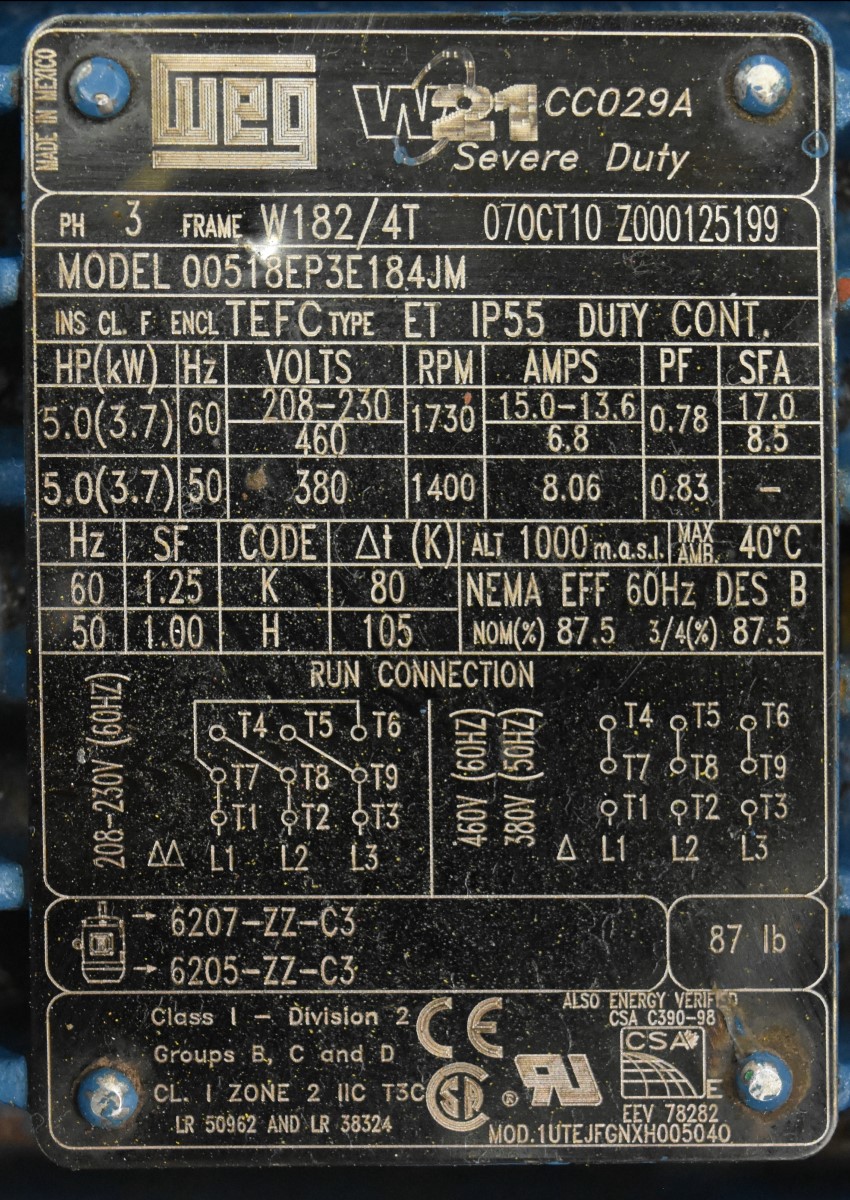 MADE IN MEXICO
WEG W21 CC029A
Severe Duty
PH 3 FRAME W182/4T 07OCT10 Z000125199
MODEL 00518EP3E184JM
INS CL. F ENCL TEFC TYPE ET IP55 DUTY CONT.
HP(kW) Hz VOLTS RPM AMPS PF SFA
5.0(3.7) 60 208-230 1730 15.0-13.6 0.78 17.0
460 6.8 8.5
5.0(3.7) 50 380 1400 8.06 0.83 -
Hz SF CODE Δt (K) ALT 1000 m.a.s.l. MAX AMB. 40°C
60 1.25 K 80 NEMA EFF 60Hz DES B
50 1.00 H 105 NOM(%) 87.5 3/4(%) 87.5
RUN CONNECTION
208-230V (60HZ)
T4 T5 T6
T7 T8 T9
T1 T2 T3
ΔΔ L1 L2 L3
460V (60HZ)
380V (50HZ)
T4 T5 T6
T7 T8 T9
T1 T2 T3
Δ L1 L2 L3
→ 6207-ZZ-C3
→ 6205-ZZ-C3
87 lb
Class I - Division 2
Groups B, C and D
CL. I ZONE 2 IIC T3C
LR 50962 AND LR 38324
CE
SA ® RU
ALSO ENERGY VERIFIED
CSA C390-98
CSA
E
EEV 78282
MOD.1UTEJFGNXH005040